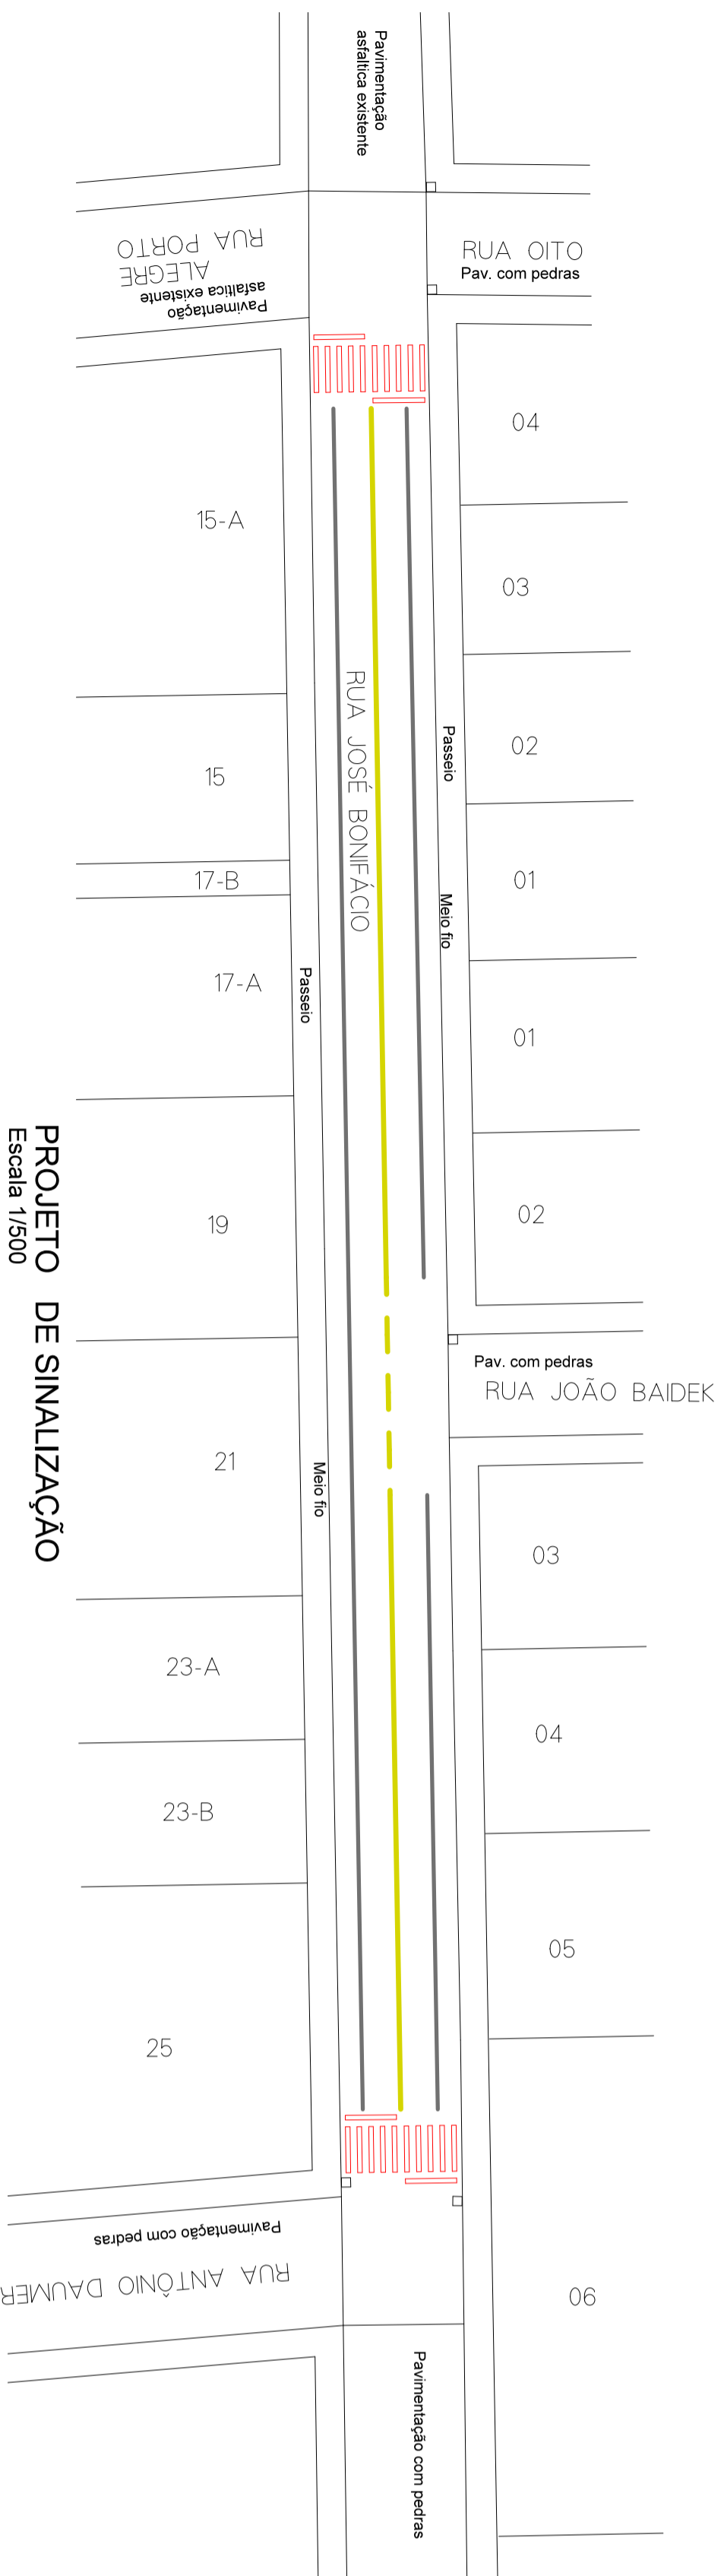 Pavimentação
asfaltica existente
RUA PORTO
ALEGRE
Pavimentação
asfaltica existente
RUA OITO
Pav. com pedras
04
15-A
03
RUA JOSÉ BONIFÁCIO
Passeio
02
15
17-B
01
Meio fio
17-A
Passeio
01
19
02
PROJETO DE SINALIZAÇÃO
Escala 1/500
Pav. com pedras
RUA JOÃO BAIDEK
21
Meio fio
03
23-A
04
23-B
05
25
Pavimentação com pedras
RUA ANTÔNIO DAUMER
06
Pavimentação com pedras